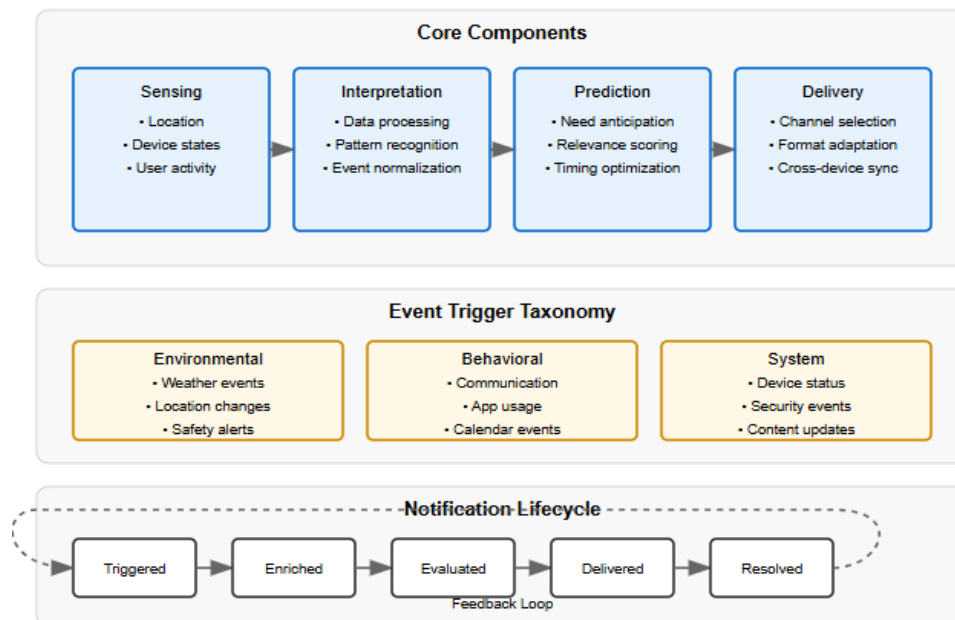 Core Components
Sensing
• Location
• Device states
• User activity
Interpretation
• Data processing
• Pattern recognition
• Event normalization
Prediction
• Need anticipation
• Relevance scoring
• Timing optimization
Delivery
• Channel selection
• Format adaptation
• Cross-device sync
Event Trigger Taxonomy
Environmental
• Weather events
• Location changes
• Safety alerts
Behavioral
• Communication
• App usage
• Calendar events
System
• Device status
• Security events
• Content updates
Notification Lifecycle
Triggered
Enriched
Evaluated
Delivered
Resolved
Feedback Loop